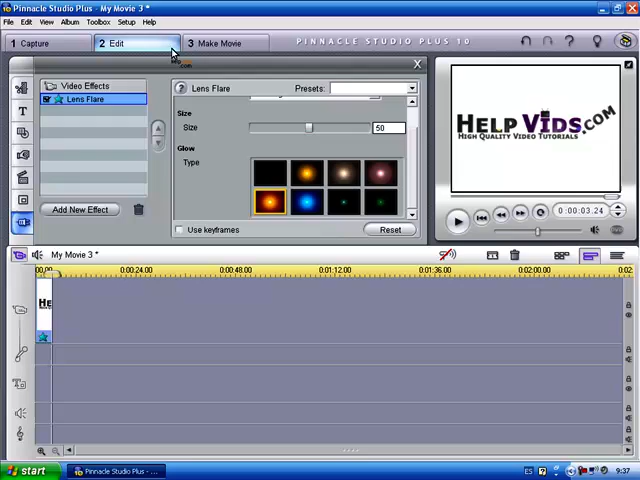 Pinnacle Studio Plus - My Movie 3 *
File Edit View Album Toolbox Setup Help
1 Capture
2 Edit
3 Make Movie
PINNACLE STUDIO PLUS 10
Video Effects
Lens Flare
Add New Effect
Lens Flare
Presets:
Size
Size
50
Glow
Type
Use keyframes
Reset
HELPVIDS.COM
HIGH QUALITY VIDEO TUTORIALS
0:00:03.24
My Movie 3 *
0:00:24.00
0:00:48.00
0:01:12.00
0:01:36.00
0:02:00.00
start
Pinnacle Studio Plus - ...
ES
9:37